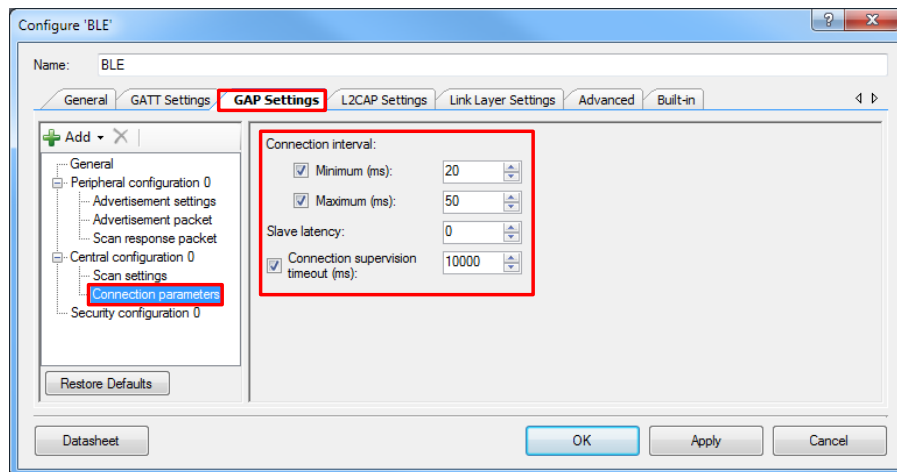 Configure 'BLE'
Name: BLE
General GATT Settings GAP Settings L2CAP Settings Link Layer Settings Advanced Built-in
Add
General
Peripheral configuration 0
Advertisement settings
Advertisement packet
Scan response packet
Central configuration 0
Scan settings
Connection parameters
Security configuration 0
Restore Defaults
Connection interval:
Minimum (ms): 20
Maximum (ms): 50
Slave latency: 0
Connection supervision
timeout (ms): 10000
Datasheet OK Apply Cancel